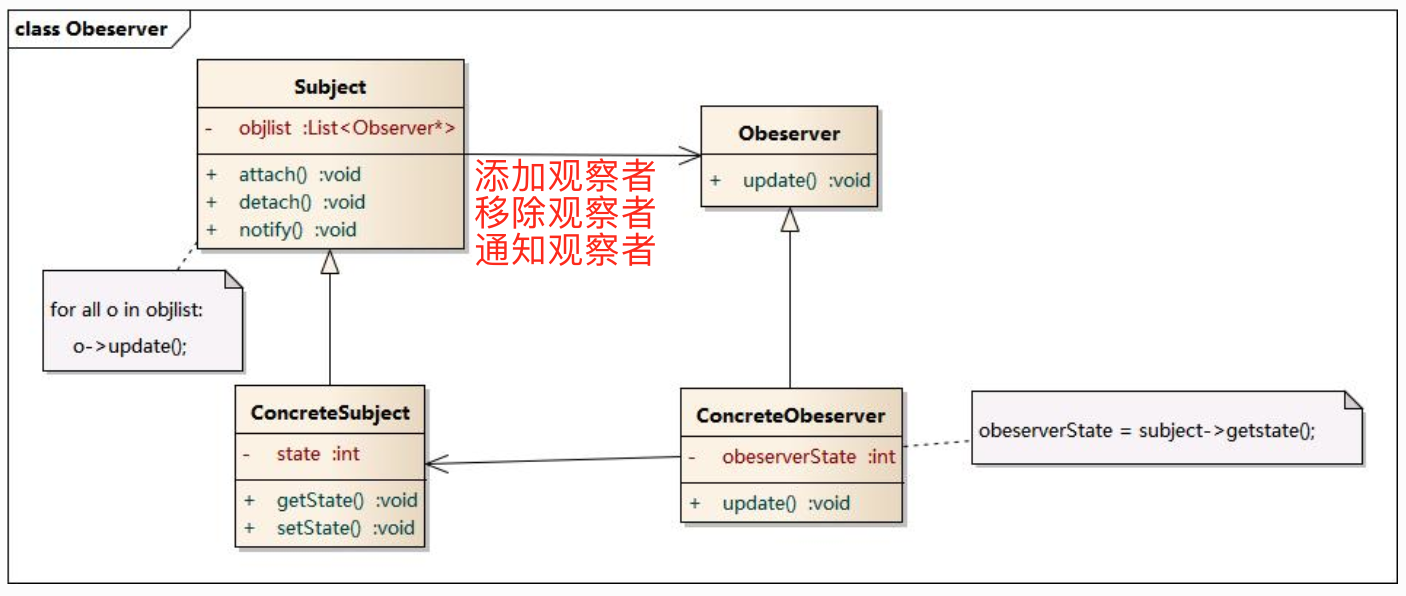 class Obeserver
Subject
- objlist :List<Observer*>
+ attach() :void
+ detach() :void
+ notify() :void
添加观察者
移除观察者
通知观察者
Obeserver
+ update() :void
for all o in objlist:
o->update();
ConcreteSubject
- state :int
+ getState() :void
+ setState() :void
ConcreteObeserver
- obeserverState :int
+ update() :void
obeserverState = subject->getstate();